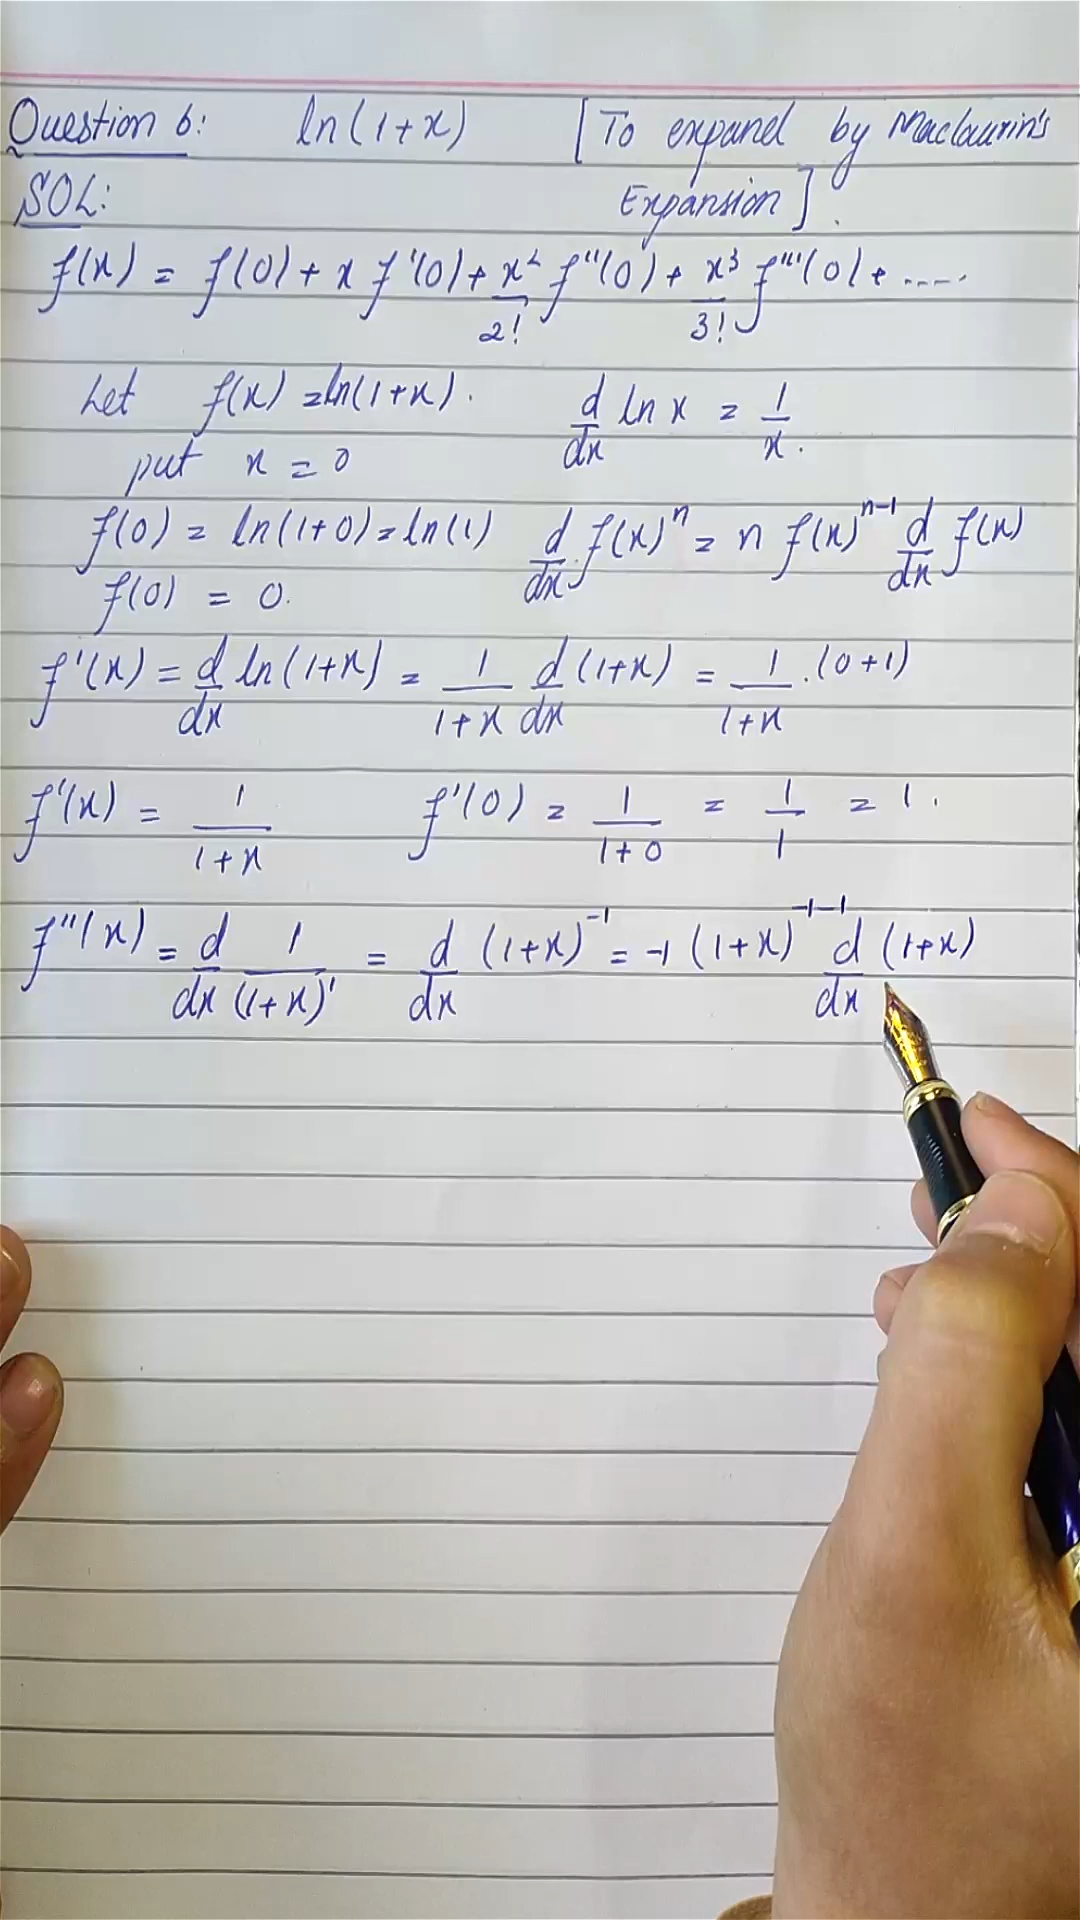 Question 6: ln(1+x) [To expand by Maclaurin's
SOL: Expansion].
f(x) = f(0) + x f'(0) + x²/2! f''(0) + x³/3! f'''(0) + .....
Let f(x) = ln(1+x). d/dx ln x = 1/x.
put x = 0
f(0) = ln(1+0) = ln(1) d/dx f(x)ⁿ = n f(x)ⁿ⁻¹ d/dx f(x)
f(0) = 0.
f'(x) = d/dx ln(1+x) = 1/(1+x) d/dx (1+x) = 1/(1+x) . (0+1)
f'(x) = 1/(1+x) f'(0) = 1/(1+0) = 1/1 = 1.
f''(x) = d/dx 1/(1+x)¹ = d/dx (1+x)⁻¹ = -1 (1+x)⁻¹⁻¹ d/dx (1+x)